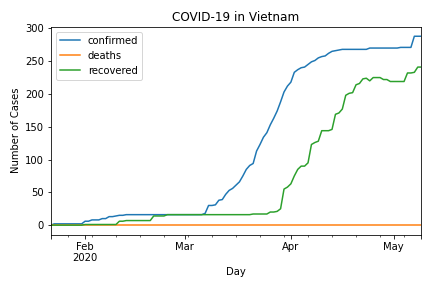 COVID-19 in Vietnam
confirmed
deaths
recovered
Number of Cases
300
250
200
150
100
50
0
Feb
2020
Mar
Apr
May
Day